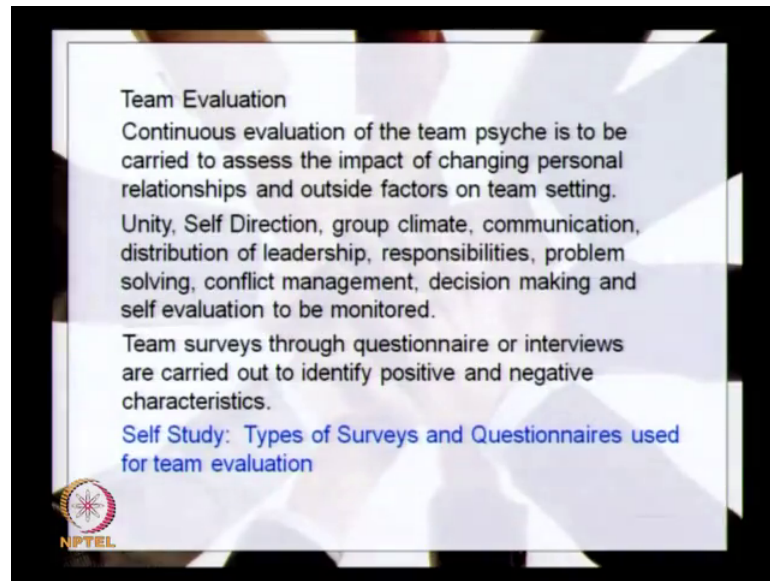 Team Evaluation
Continuous evaluation of the team psyche is to be
carried to assess the impact of changing personal
relationships and outside factors on team setting.
Unity, Self Direction, group climate, communication,
distribution of leadership, responsibilities, problem
solving, conflict management, decision making and
self evaluation to be monitored.
Team surveys through questionnaire or interviews
are carried out to identify positive and negative
characteristics.
Self Study: Types of Surveys and Questionnaires used
for team evaluation
NPTEL